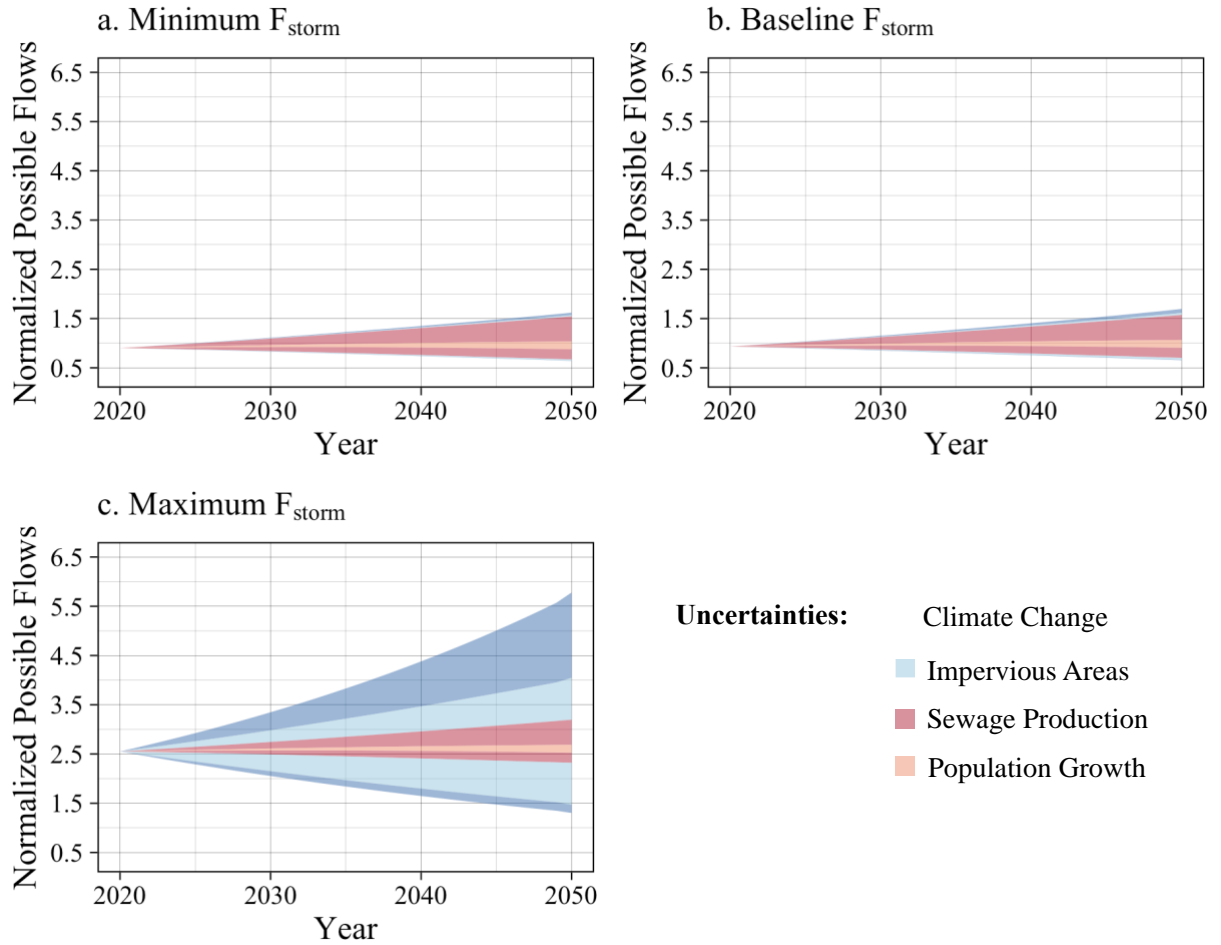 a. Minimum F_storm
Normalized Possible Flows
6.5
5.5
4.5
3.5
2.5
1.5
0.5
2020 2030 2040 2050
Year
b. Baseline F_storm
Normalized Possible Flows
6.5
5.5
4.5
3.5
2.5
1.5
0.5
2020 2030 2040 2050
Year
c. Maximum F_storm
Normalized Possible Flows
6.5
5.5
4.5
3.5
2.5
1.5
0.5
2020 2030 2040 2050
Year
Uncertainties: Climate Change
Impervious Areas
Sewage Production
Population Growth